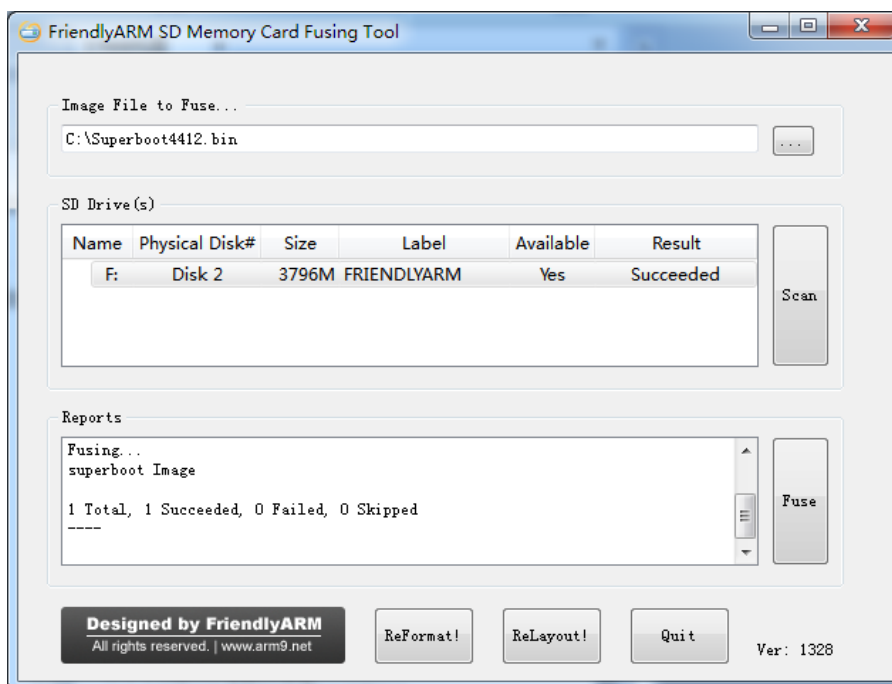 FriendlyARM SD Memory Card Fusing Tool
Image File to Fuse...
C:\Superboot4412.bin
...
SD Drive(s)
Name Physical Disk# Size Label Available Result
F: Disk 2 3796M FRIENDLYARM Yes Succeeded
Scan
Reports
Fusing...
superboot Image
1 Total, 1 Succeeded, 0 Failed, 0 Skipped
----
Fuse
Designed by FriendlyARM
All rights reserved. | www.arm9.net
ReFormat!
ReLayout!
Quit
Ver: 1328